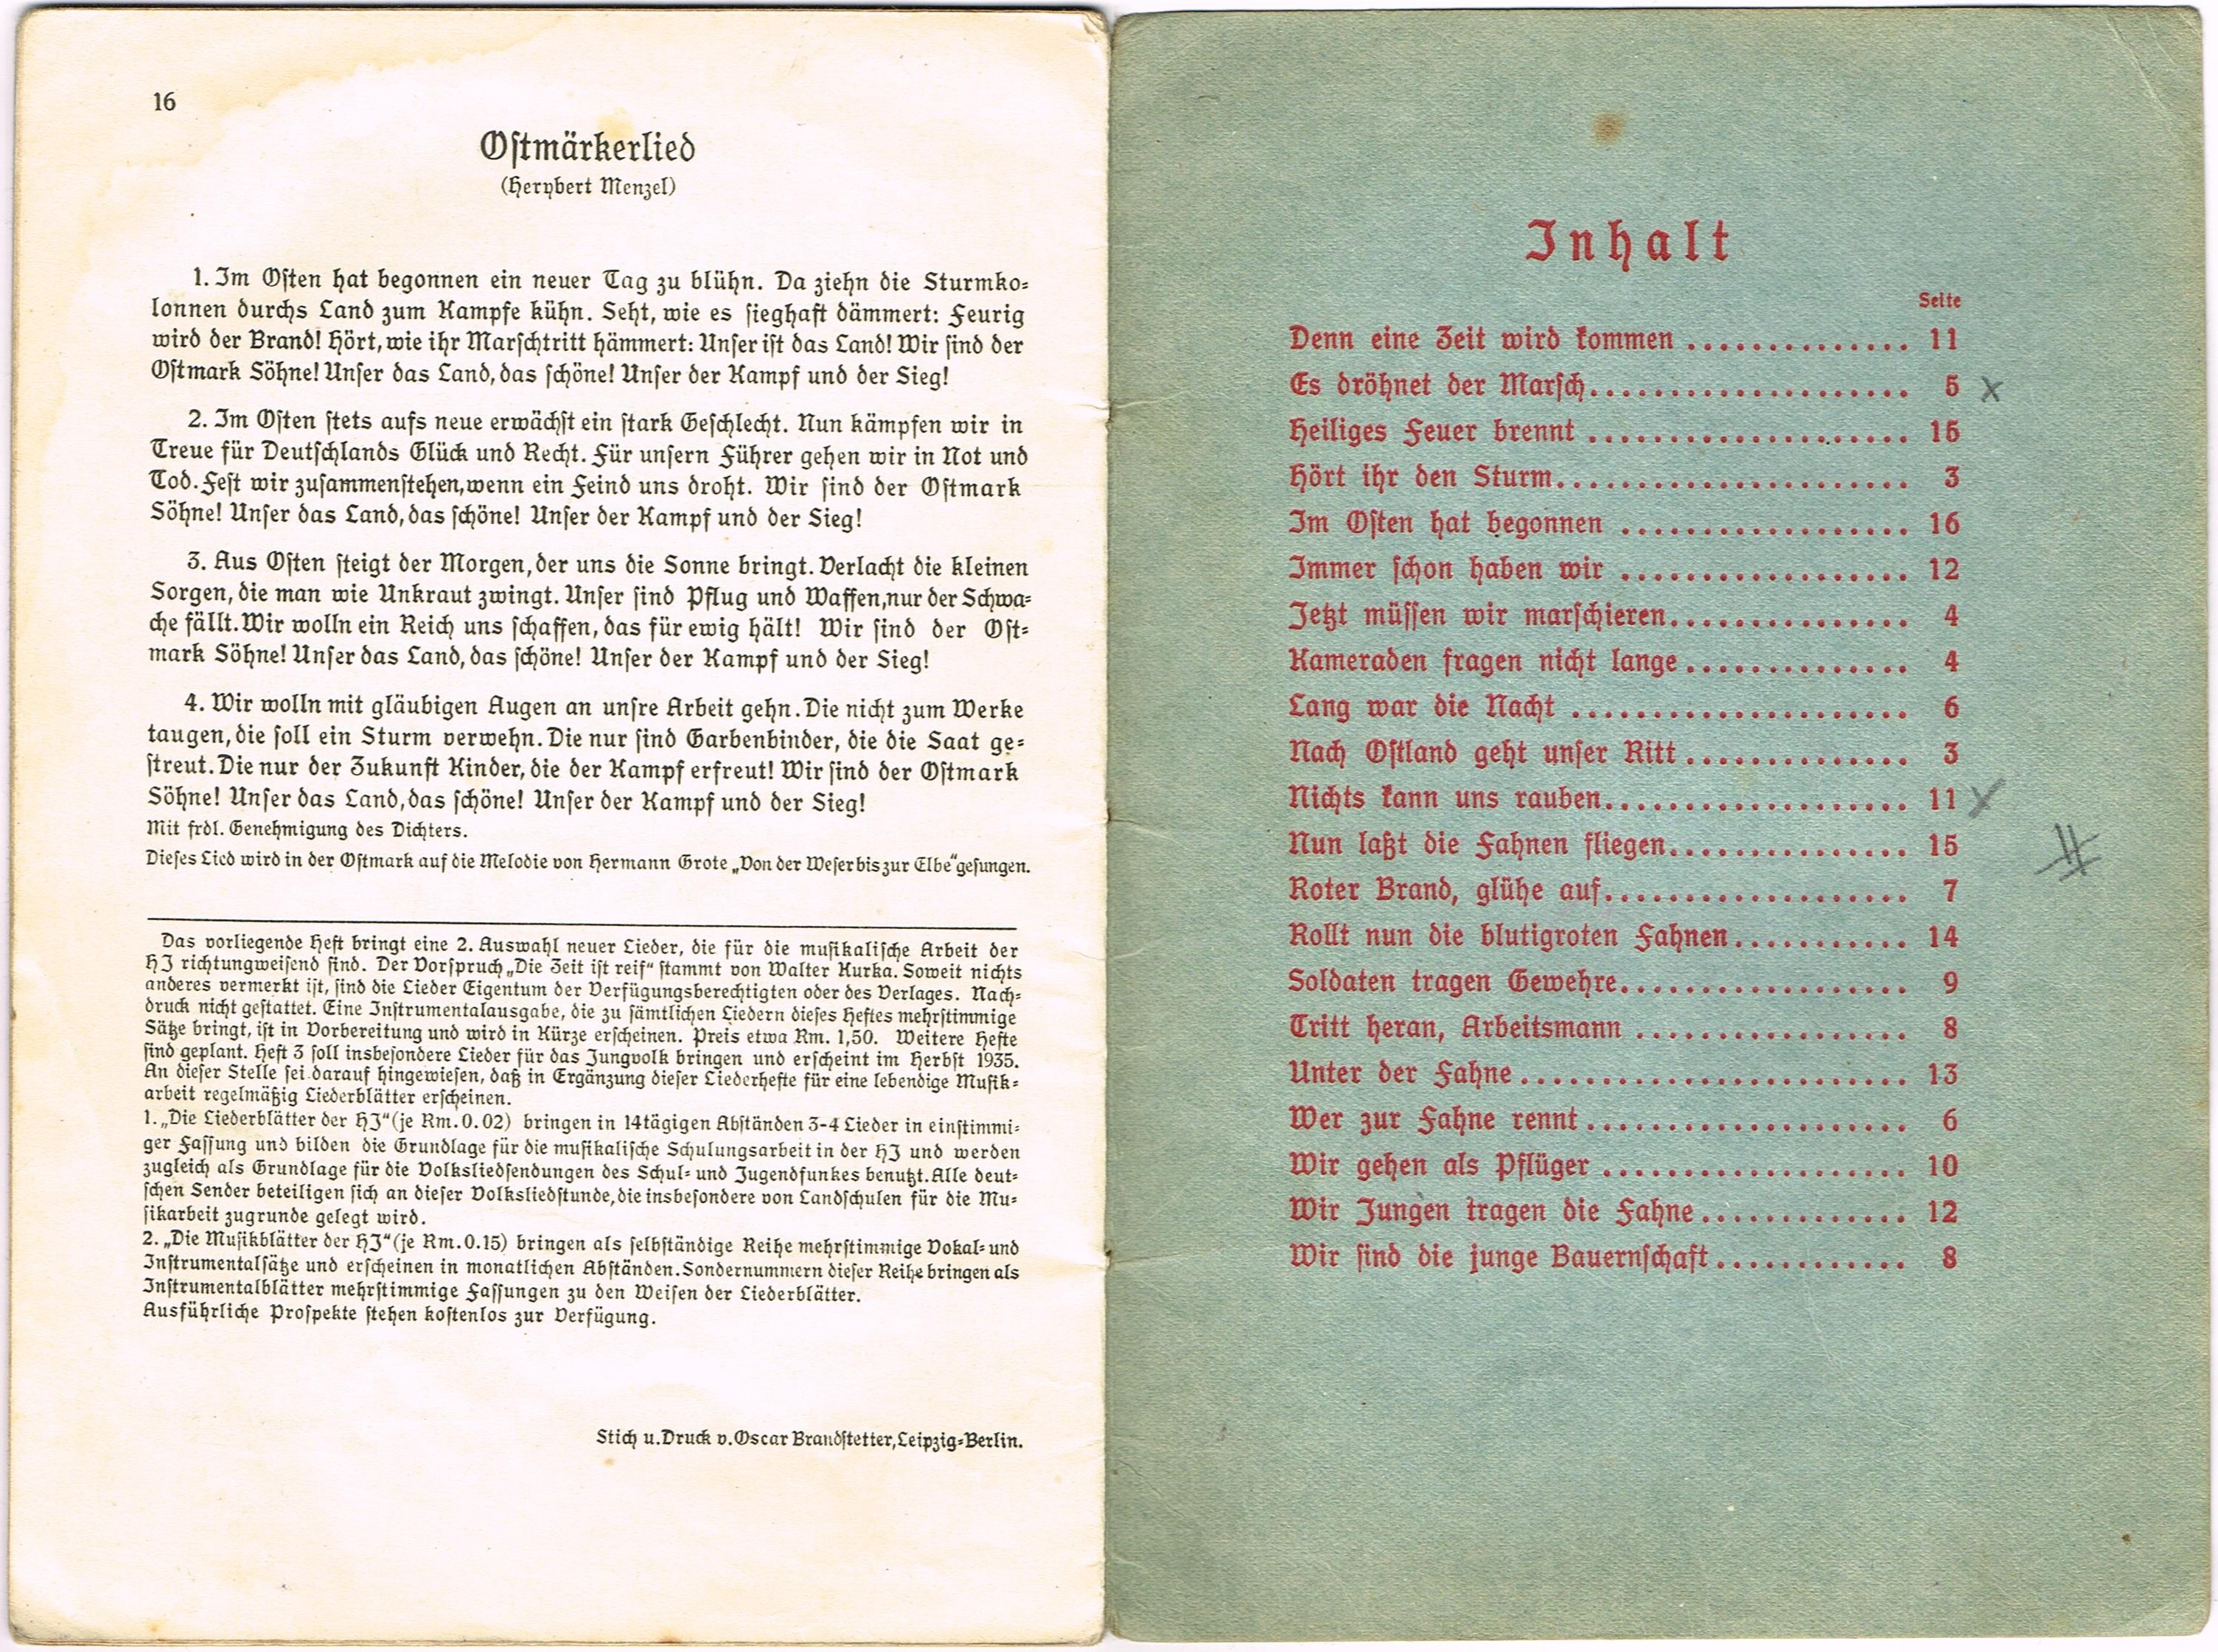 16
Ostmärkerlied
(Herybert Menzel)
1. Im Osten hat begonnen ein neuer Tag zu blühn. Da ziehn die Sturmko-
lonnen durchs Land zum Kampfe kühn. Seht, wie es sieghaft dämmert: Feurig
wird der Brand! Hört, wie ihr Marschtritt hämmert: Unser ist das Land! Wir sind der
Ostmark Söhne! Unser das Land, das schöne! Unser der Kampf und der Sieg!
2. Im Osten stets aufs neue erwächst ein stark Geschlecht. Nun kämpfen wir in
Treue für Deutschlands Glück und Recht. Für unsern Führer gehen wir in Not und
Tod. Fest wir zusammenstehen, wenn ein Feind uns droht. Wir sind der Ostmark
Söhne! Unser das Land, das schöne! Unser der Kampf und der Sieg!
3. Aus Osten steigt der Morgen, der uns die Sonne bringt. Verlacht die kleinen
Sorgen, die man wie Unkraut zwingt. Unser sind Pflug und Waffen, nur der Schwa-
che fällt. Wir wolln ein Reich uns schaffen, das für ewig hält! Wir sind der Ost-
mark Söhne! Unser das Land, das schöne! Unser der Kampf und der Sieg!
4. Wir wolln mit gläubigen Augen an unsre Arbeit gehn. Die nicht zum Werke
taugen, die soll ein Sturm verwehn. Die nur sind Garbenbinder, die die Saat ge-
streut. Die nur der Zukunft Kinder, die der Kampf erfreut! Wir sind der Ostmark
Söhne! Unser das Land, das schöne! Unser der Kampf und der Sieg!
Mit frdl. Genehmigung des Dichters.
Dieses Lied wird in der Ostmark auf die Melodie von Hermann Grote „Von der Weser bis zur Elbe“ gesungen.
Das vorliegende Heft bringt eine 2. Auswahl neuer Lieder, die für die musikalische Arbeit der
HJ richtungweisend sind. Der Vorspruch „Die Zeit ist reif“ stammt von Walter Kurka. Soweit nichts
anderes vermerkt ist, sind die Lieder Eigentum der Verfügungsberechtigten oder des Verlages. Nach-
druck nicht gestattet. Eine Instrumentalausgabe, die zu sämtlichen Liedern dieses Heftes mehrstimmige
Sätze bringt, ist in Vorbereitung und wird in Kürze erscheinen. Preis etwa Rm. 1,50. Weitere Hefte
sind geplant. Heft 3 soll insbesondere Lieder für das Jungvolk bringen und erscheint im Herbst 1935.
An dieser Stelle sei darauf hingewiesen, daß in Ergänzung dieser Liederhefte für eine lebendige Musik-
arbeit regelmäßig Liederblätter erscheinen.
1. „Die Liederblätter der HJ“ (je Rm. 0.02) bringen in 14tägigen Abständen 3-4 Lieder in einstimmi-
ger Fassung und bilden die Grundlage für die musikalische Schulungsarbeit in der HJ und werden
zugleich als Grundlage für die Volksliedsendungen des Schul- und Jugendfunkes benutzt. Alle deut-
schen Sender beteiligen sich an dieser Volksliedstunde, die insbesondere von Landschulen für die Mu-
sikarbeit zugrunde gelegt wird.
2. „Die Musikblätter der HJ“ (je Rm. 0.15) bringen als selbständige Reihe mehrstimmige Vokal- und
Instrumentalsätze und erscheinen in monatlichen Abständen. Sondernummern dieser Reihe bringen als
Instrumentalblätter mehrstimmige Fassungen zu den Weisen der Liederblätter.
Ausführliche Prospekte stehen kostenlos zur Verfügung.
Stich u. Druck v. Oscar Brandstetter, Leipzig-Berlin.
Inhalt
Seite
Denn eine Zeit wird kommen .............. 11
Es dröhnet der Marsch.................... 5 x
Heiliges Feuer brennt .................... 15
Hört ihr den Sturm...................... 3
Im Osten hat begonnen .................. 16
Immer schon haben wir .................. 12
Jetzt müssen wir marschieren............... 4
Kameraden fragen nicht lange.............. 4
Lang war die Nacht ..................... 6
Nach Ostland geht unser Ritt .............. 3
Nichts kann uns rauben................... 11 x
Nun laßt die Fahnen fliegen............... 15
Roter Brand, glühe auf................... 7
Rollt nun die blutigroten Fahnen........... 14
Soldaten tragen Gewehre.................. 9
Tritt heran, Arbeitsmann ................. 8
Unter der Fahne........................ 13
Wer zur Fahne rennt .................... 6
Wir gehen als Pflüger ................... 10
Wir Jungen tragen die Fahne............. 12
Wir sind die junge Bauernschaft............ 8